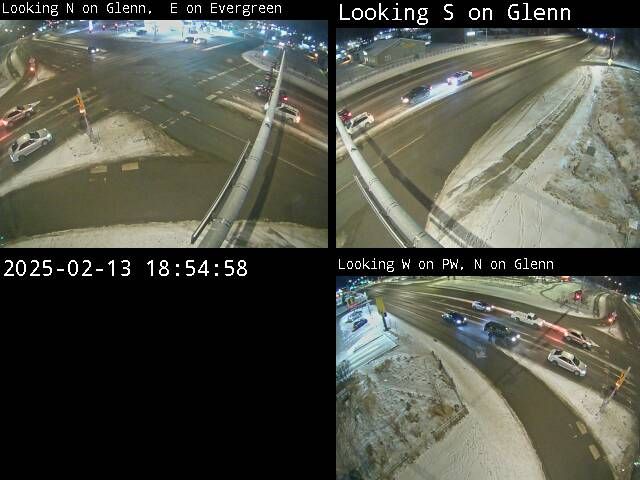 Looking N on Glenn,  E on Evergreen
Looking S on Glenn
2025-02-13 18:54:58
Looking W on PW, N on Glenn